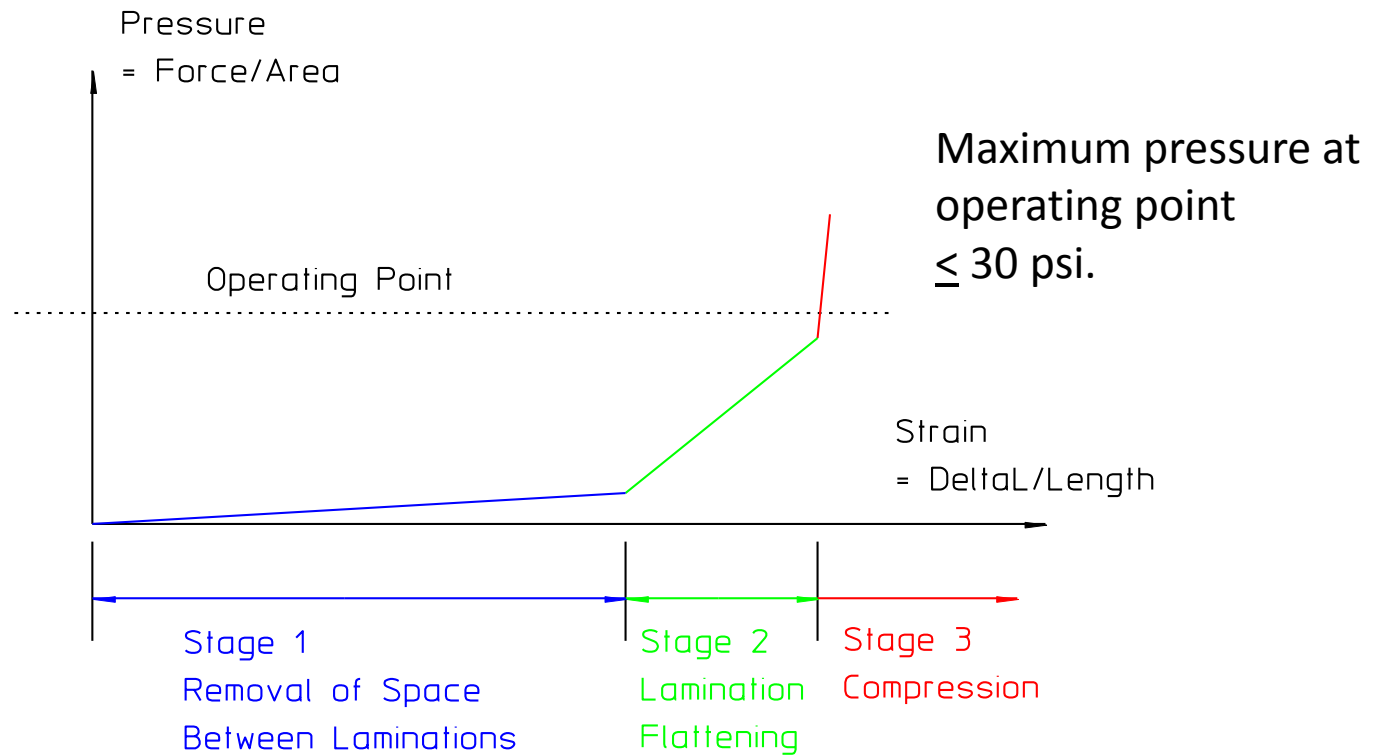 Pressure
= Force/Area
Maximum pressure at
operating point
≤ 30 psi.
Operating Point
Strain
= DeltaL/Length
Stage 1
Removal of Space
Between Laminations
Stage 2
Lamination
Flattening
Stage 3
Compression